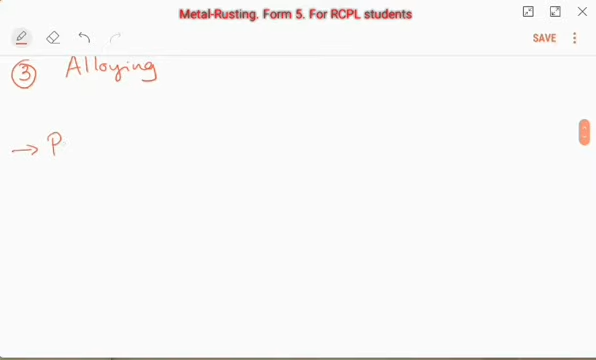 Metal-Rusting. Form 5. For RCPL students
SAVE
③ Alloying
→ P